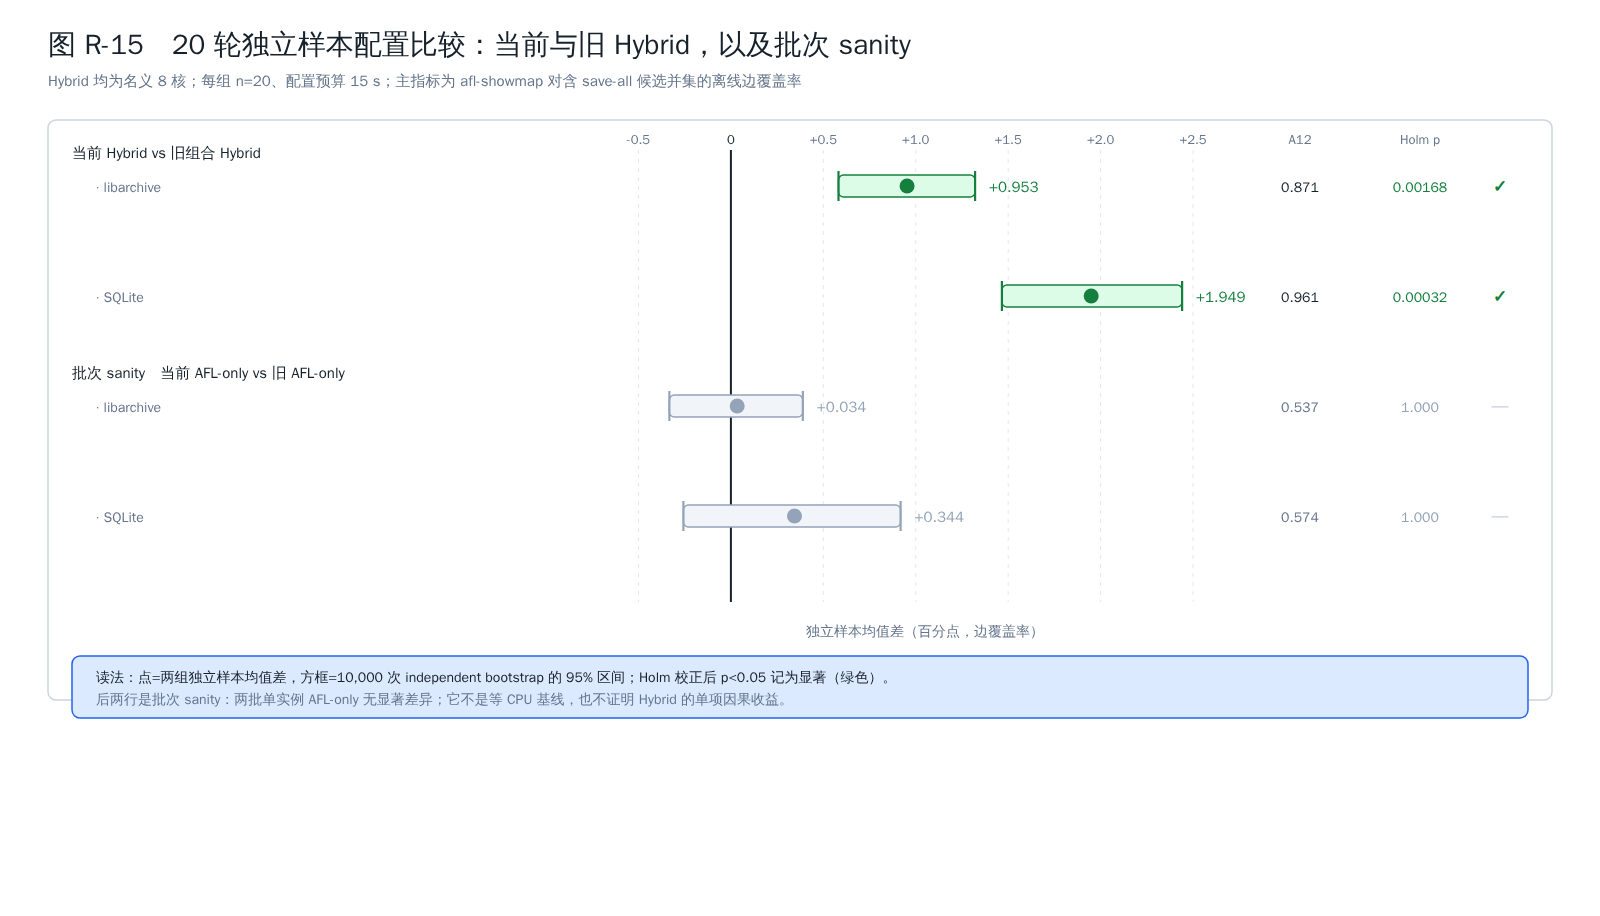 图 R-15　20 轮独立样本配置比较：当前与旧 Hybrid，以及批次 sanity
Hybrid 均为名义 8 核；每组 n=20、配置预算 15 s；主指标为 afl-showmap 对含 save-all 候选并集的离线边覆盖率
-0.5 0 +0.5 +1.0 +1.5 +2.0 +2.5 A12 Holm p
当前 Hybrid vs 旧组合 Hybrid
· libarchive +0.953 0.871 0.00168 ✓
· SQLite +1.949 0.961 0.00032 ✓
批次 sanity　当前 AFL-only vs 旧 AFL-only
· libarchive +0.034 0.537 1.000 —
· SQLite +0.344 0.574 1.000 —
独立样本均值差（百分点，边覆盖率）
读法：点=两组独立样本均值差，方框=10,000 次 independent bootstrap 的 95% 区间；Holm 校正后 p<0.05 记为显著（绿色）。
后两行是批次 sanity：两批单实例 AFL-only 无显著差异；它不是等 CPU 基线，也不证明 Hybrid 的单项因果收益。